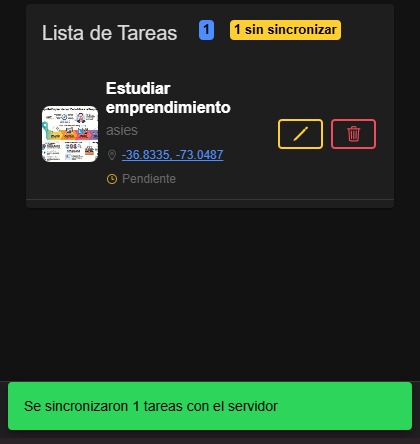 Lista de Tareas 1 1 sin sincronizar
Estudiar
emprendimiento
asies
-36.8335, -73.0487
Pendiente
Se sincronizaron 1 tareas con el servidor